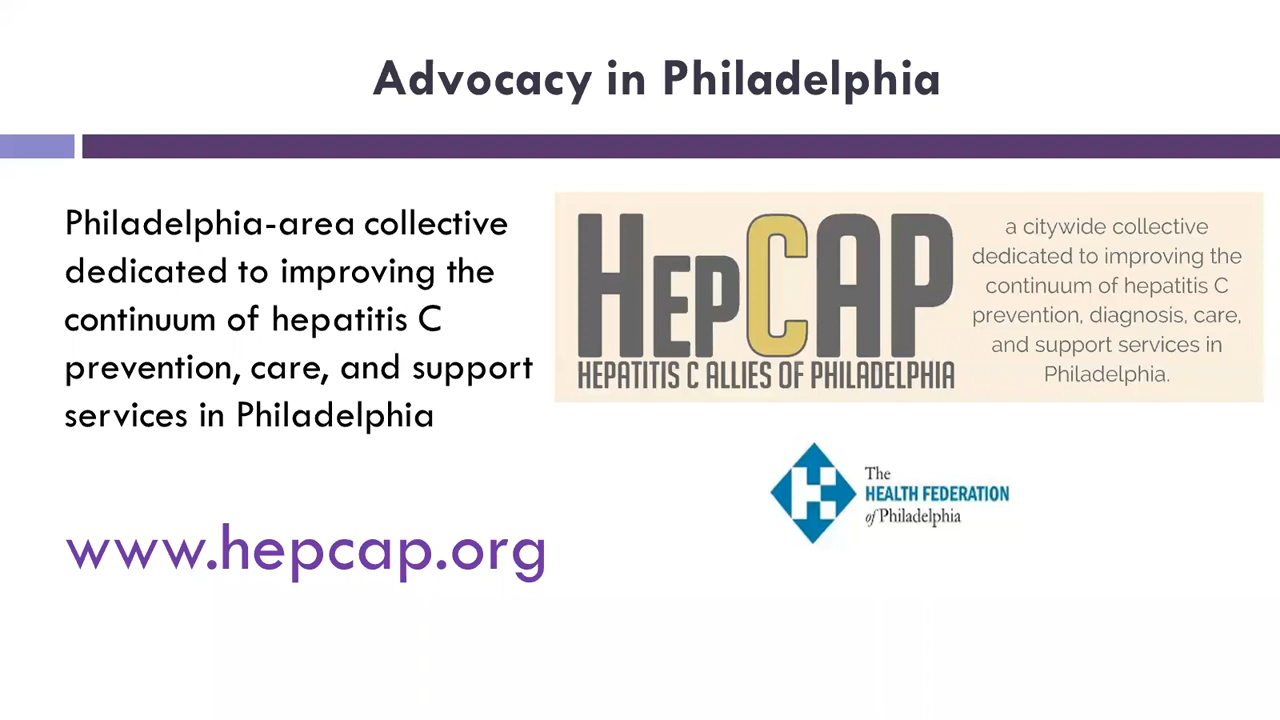 Advocacy in Philadelphia
Philadelphia-area collective
dedicated to improving the
continuum of hepatitis C
prevention, care, and support
services in Philadelphia
www.hepcap.org
HEPCAP
HEPATITIS C ALLIES OF PHILADELPHIA
a citywide collective
dedicated to improving the
continuum of hepatitis C
prevention, diagnosis, care,
and support services in
Philadelphia.
The
HEALTH FEDERATION
of Philadelphia